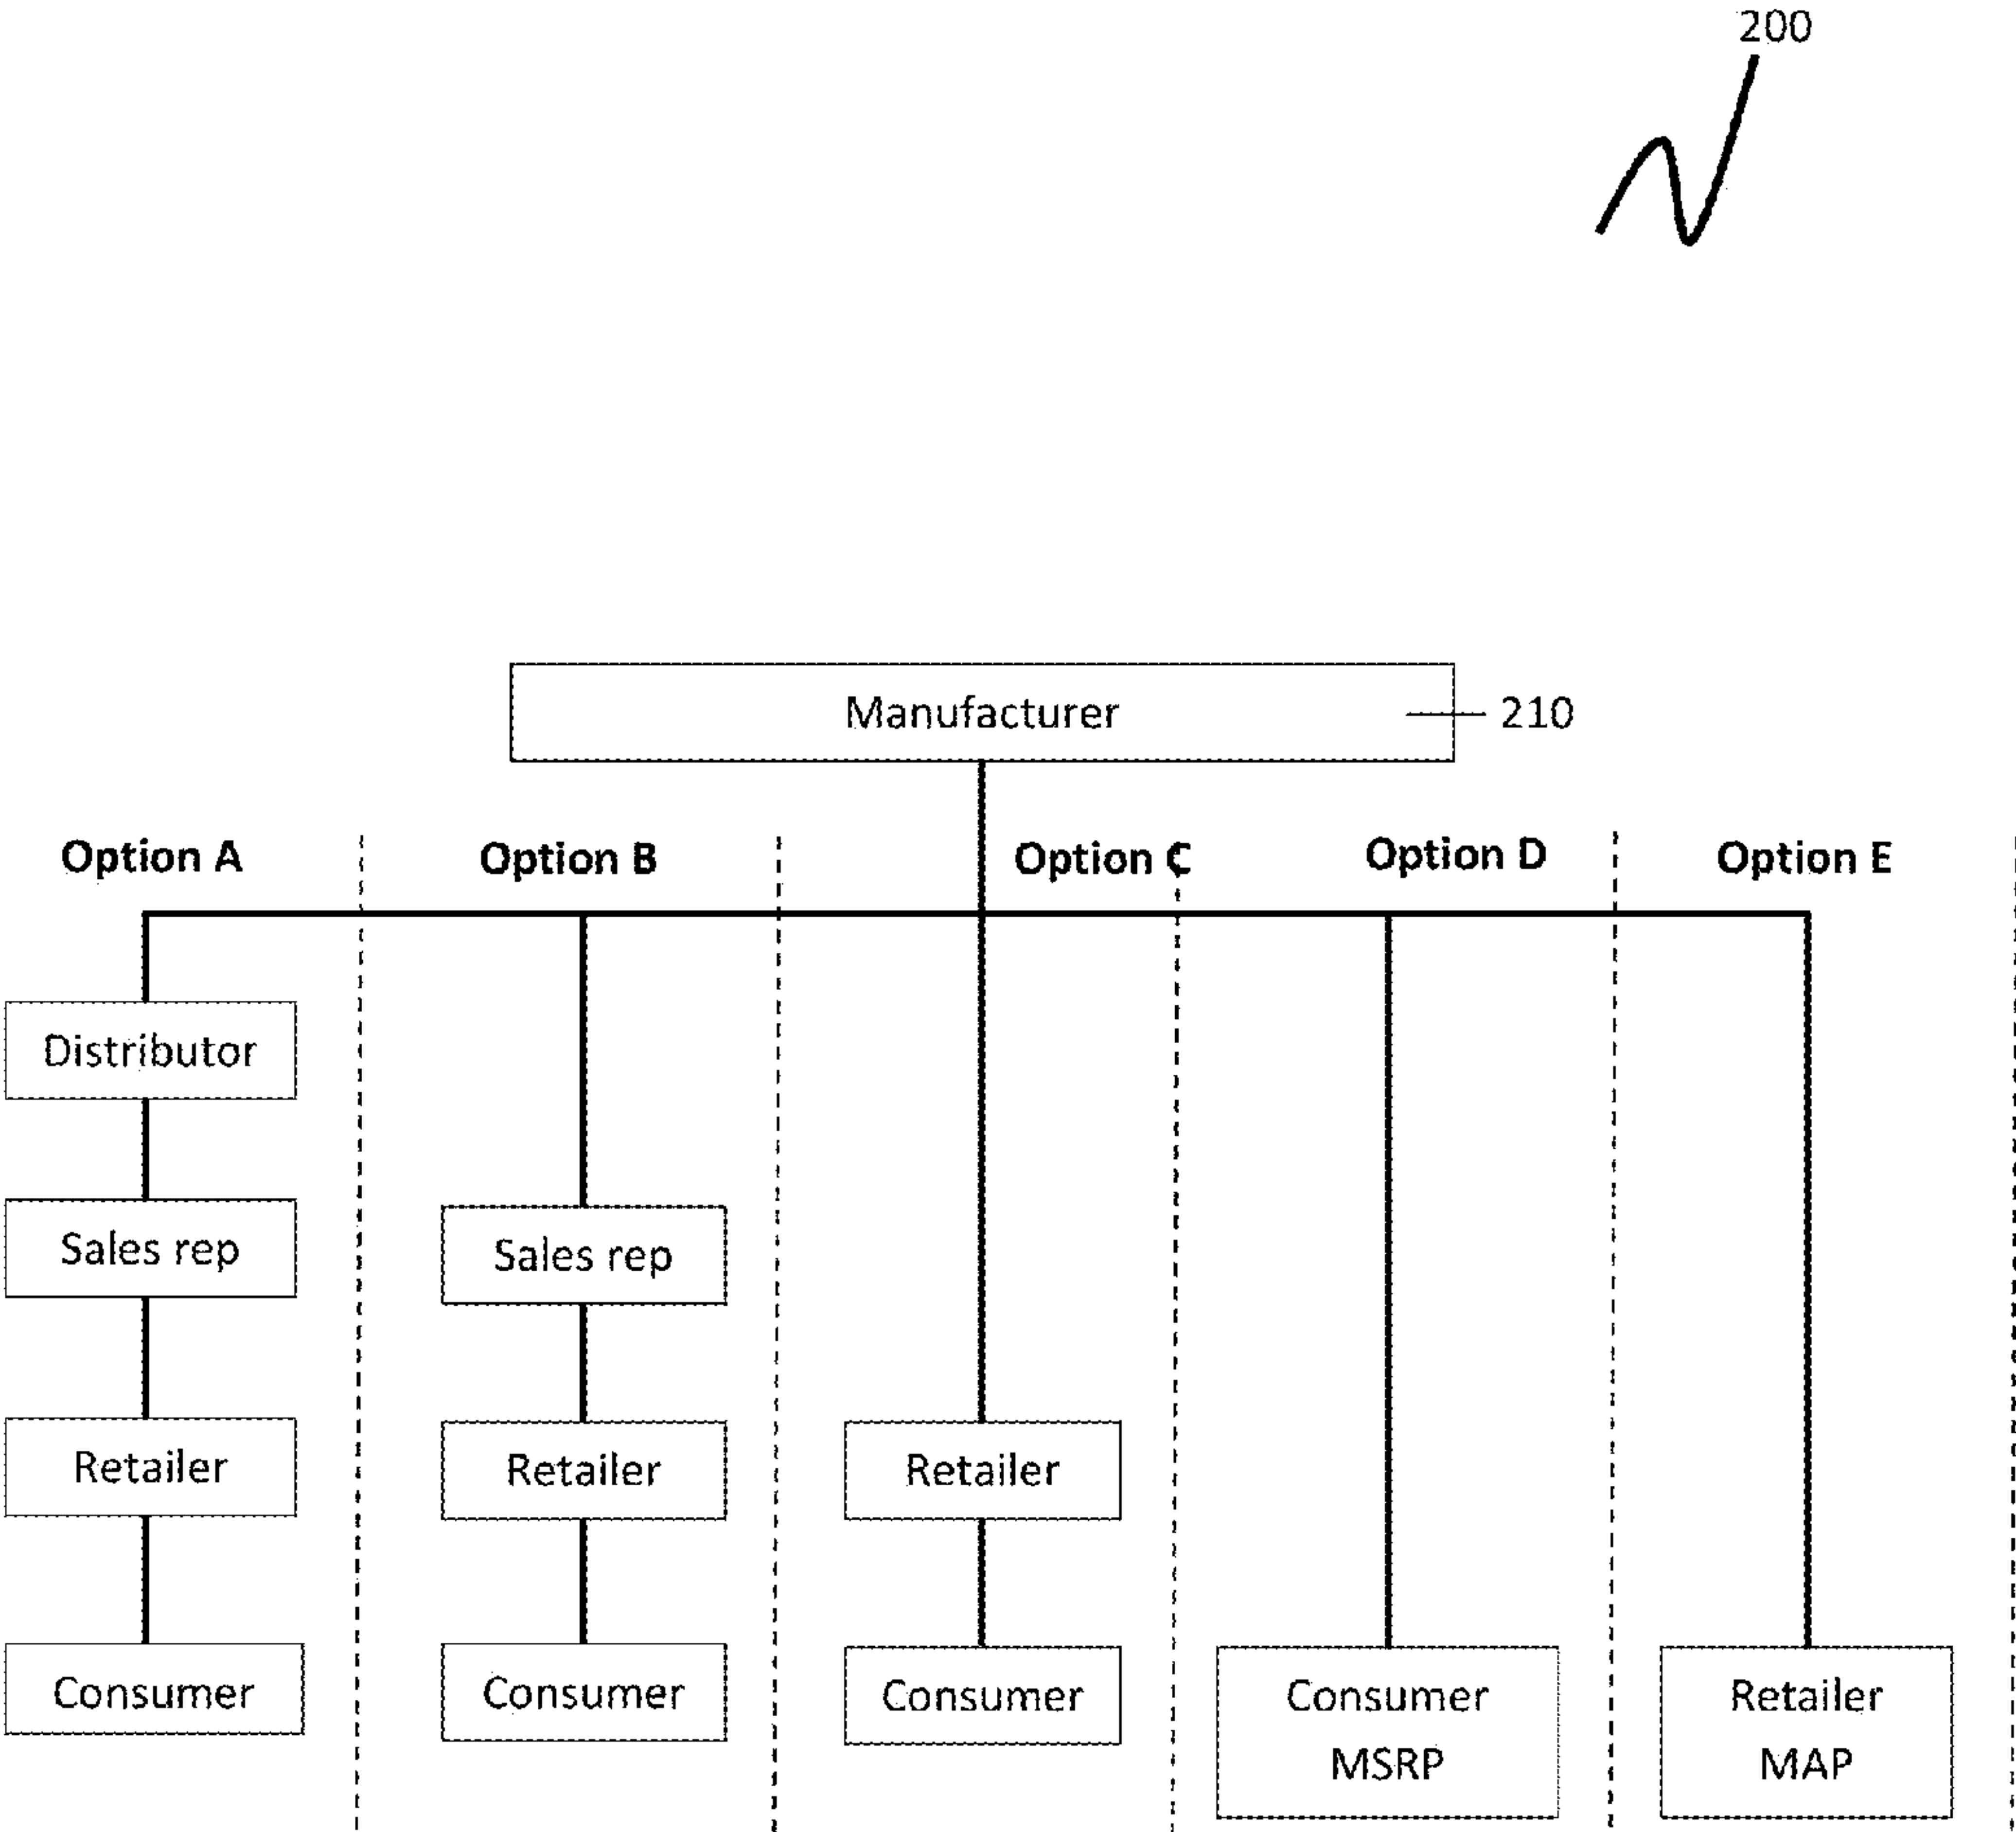 200
Manufacturer
210
Option A
Option B
Option C
Option D
Option E
Distributor
Sales rep
Sales rep
Retailer
Retailer
Retailer
Consumer
Consumer
Consumer
Consumer
MSRP
Retailer
MAP